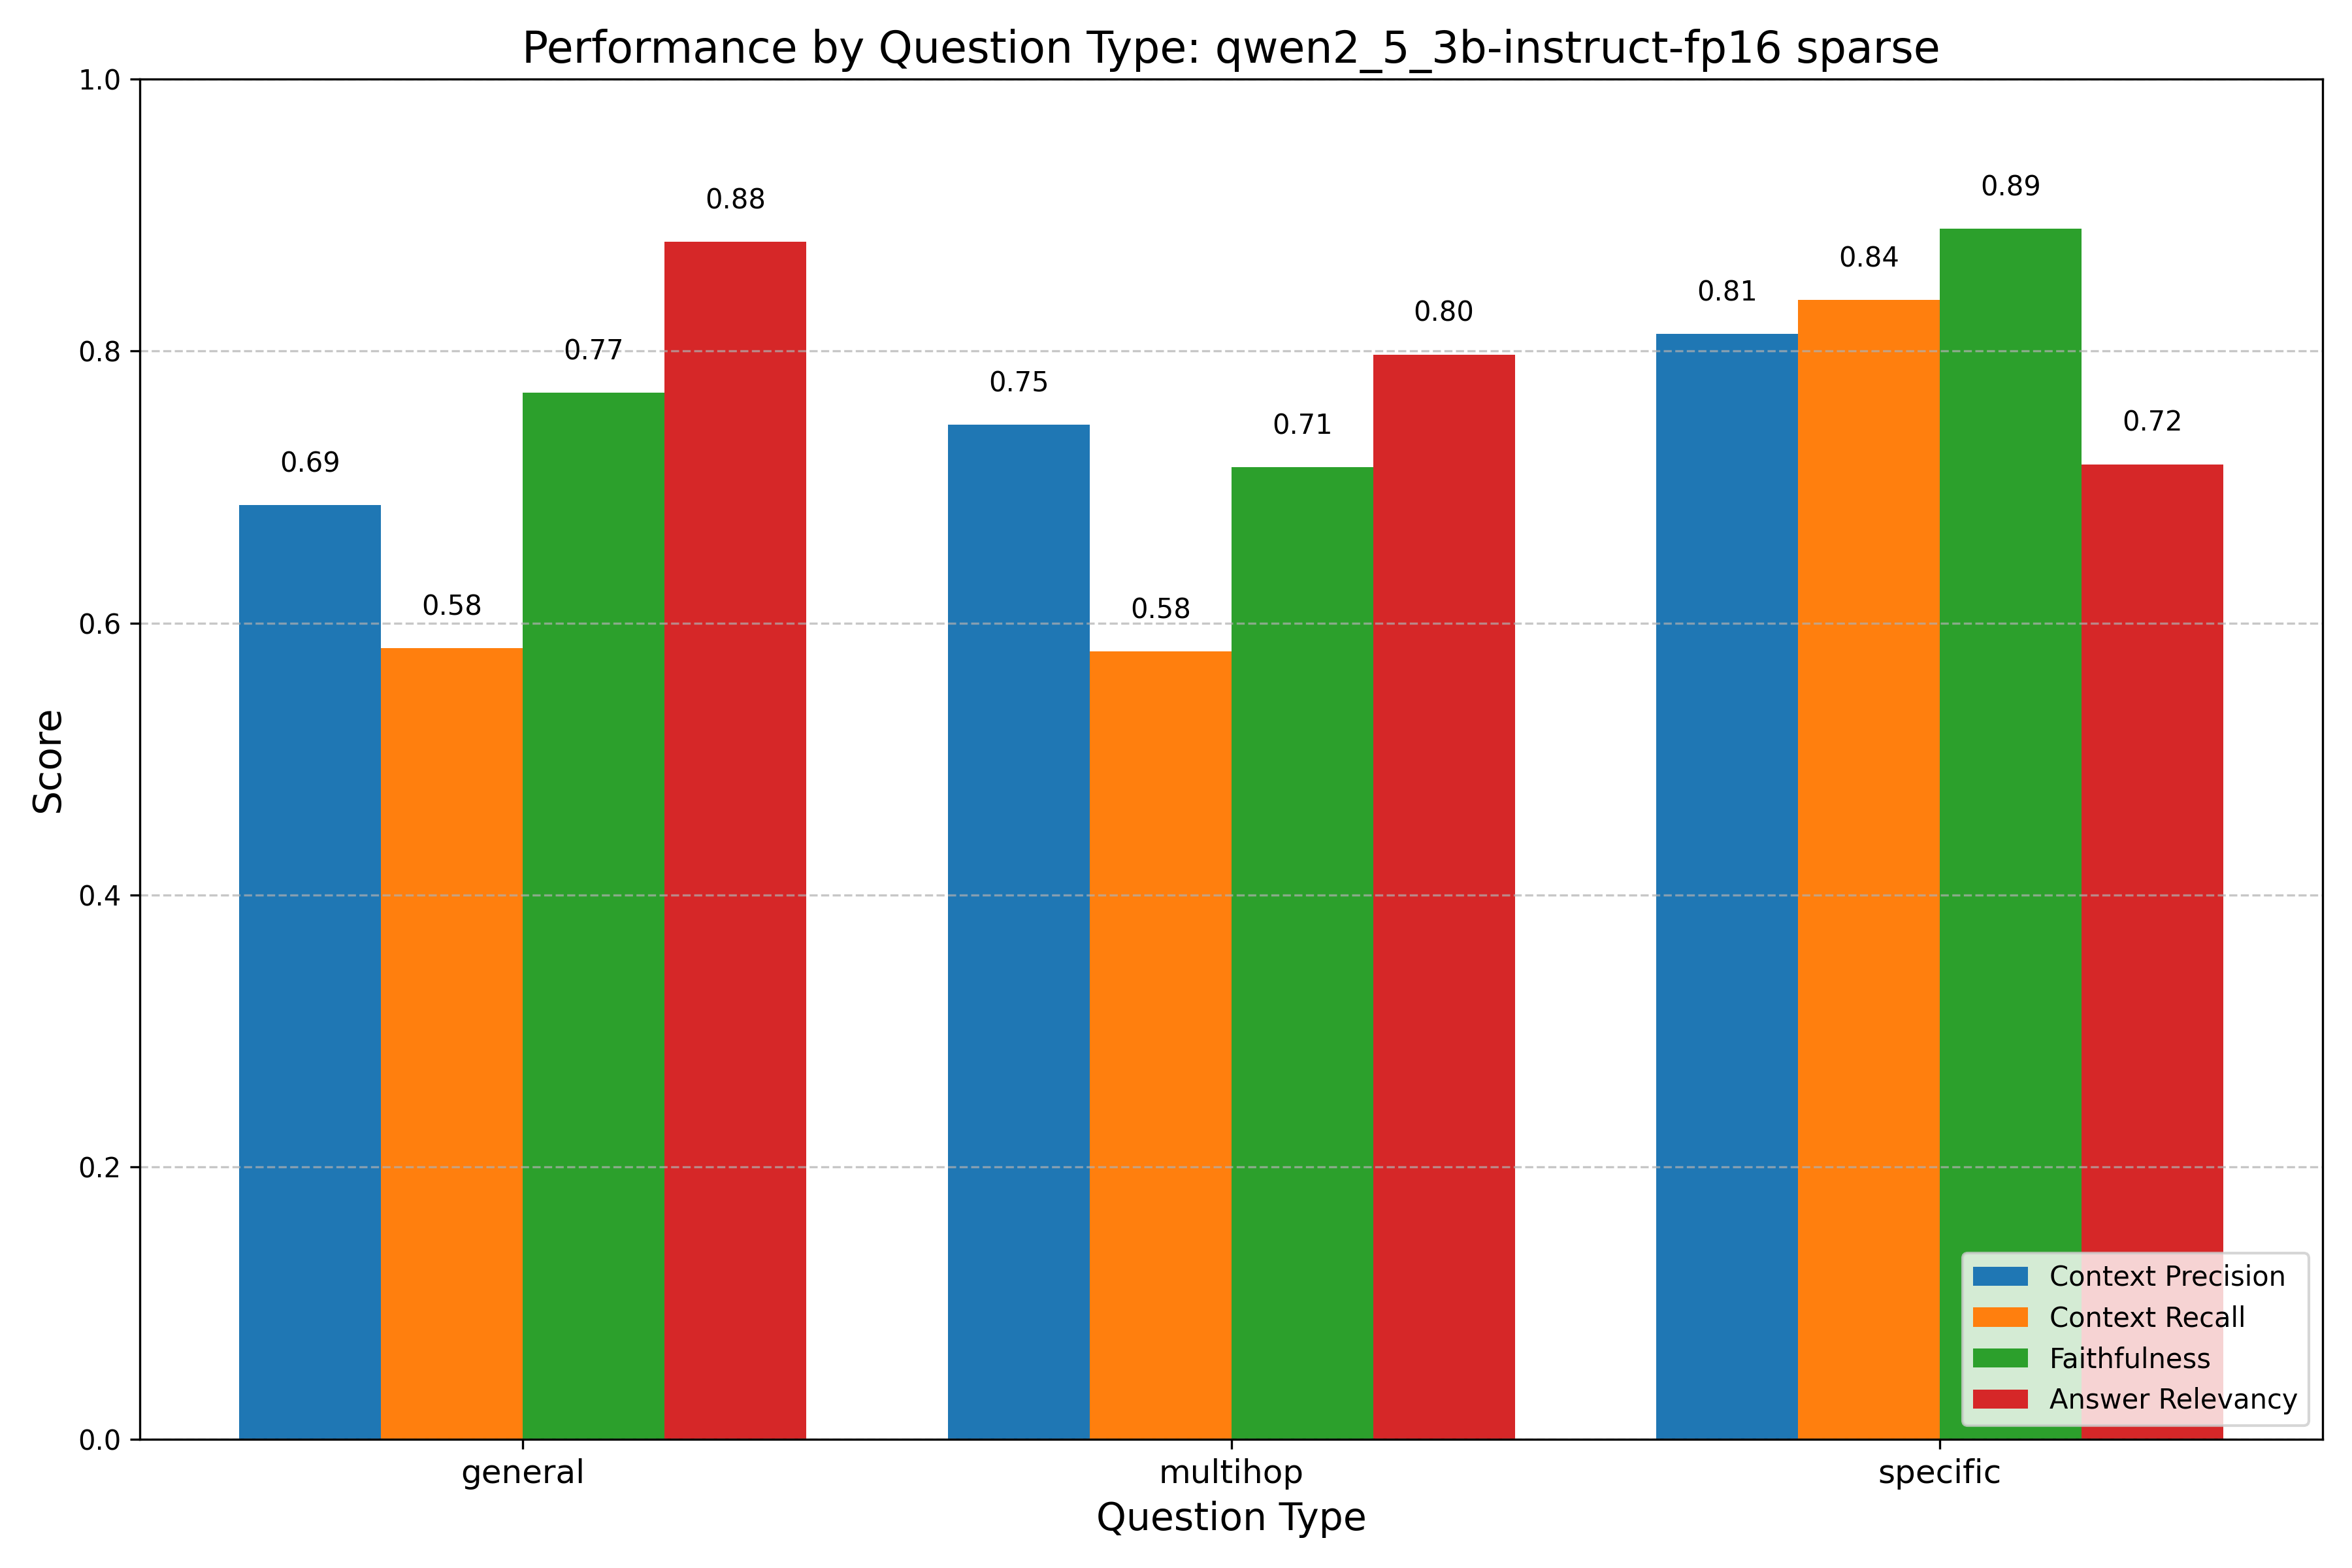 Performance by Question Type: qwen2_5_3b-instruct-fp16 sparse
1.0
0.8
0.6
0.4
0.2
0.0
Score
0.69
0.58
0.77
0.88
0.75
0.58
0.71
0.80
0.81
0.84
0.89
0.72
Context Precision
Context Recall
Faithfulness
Answer Relevancy
general
multihop
specific
Question Type